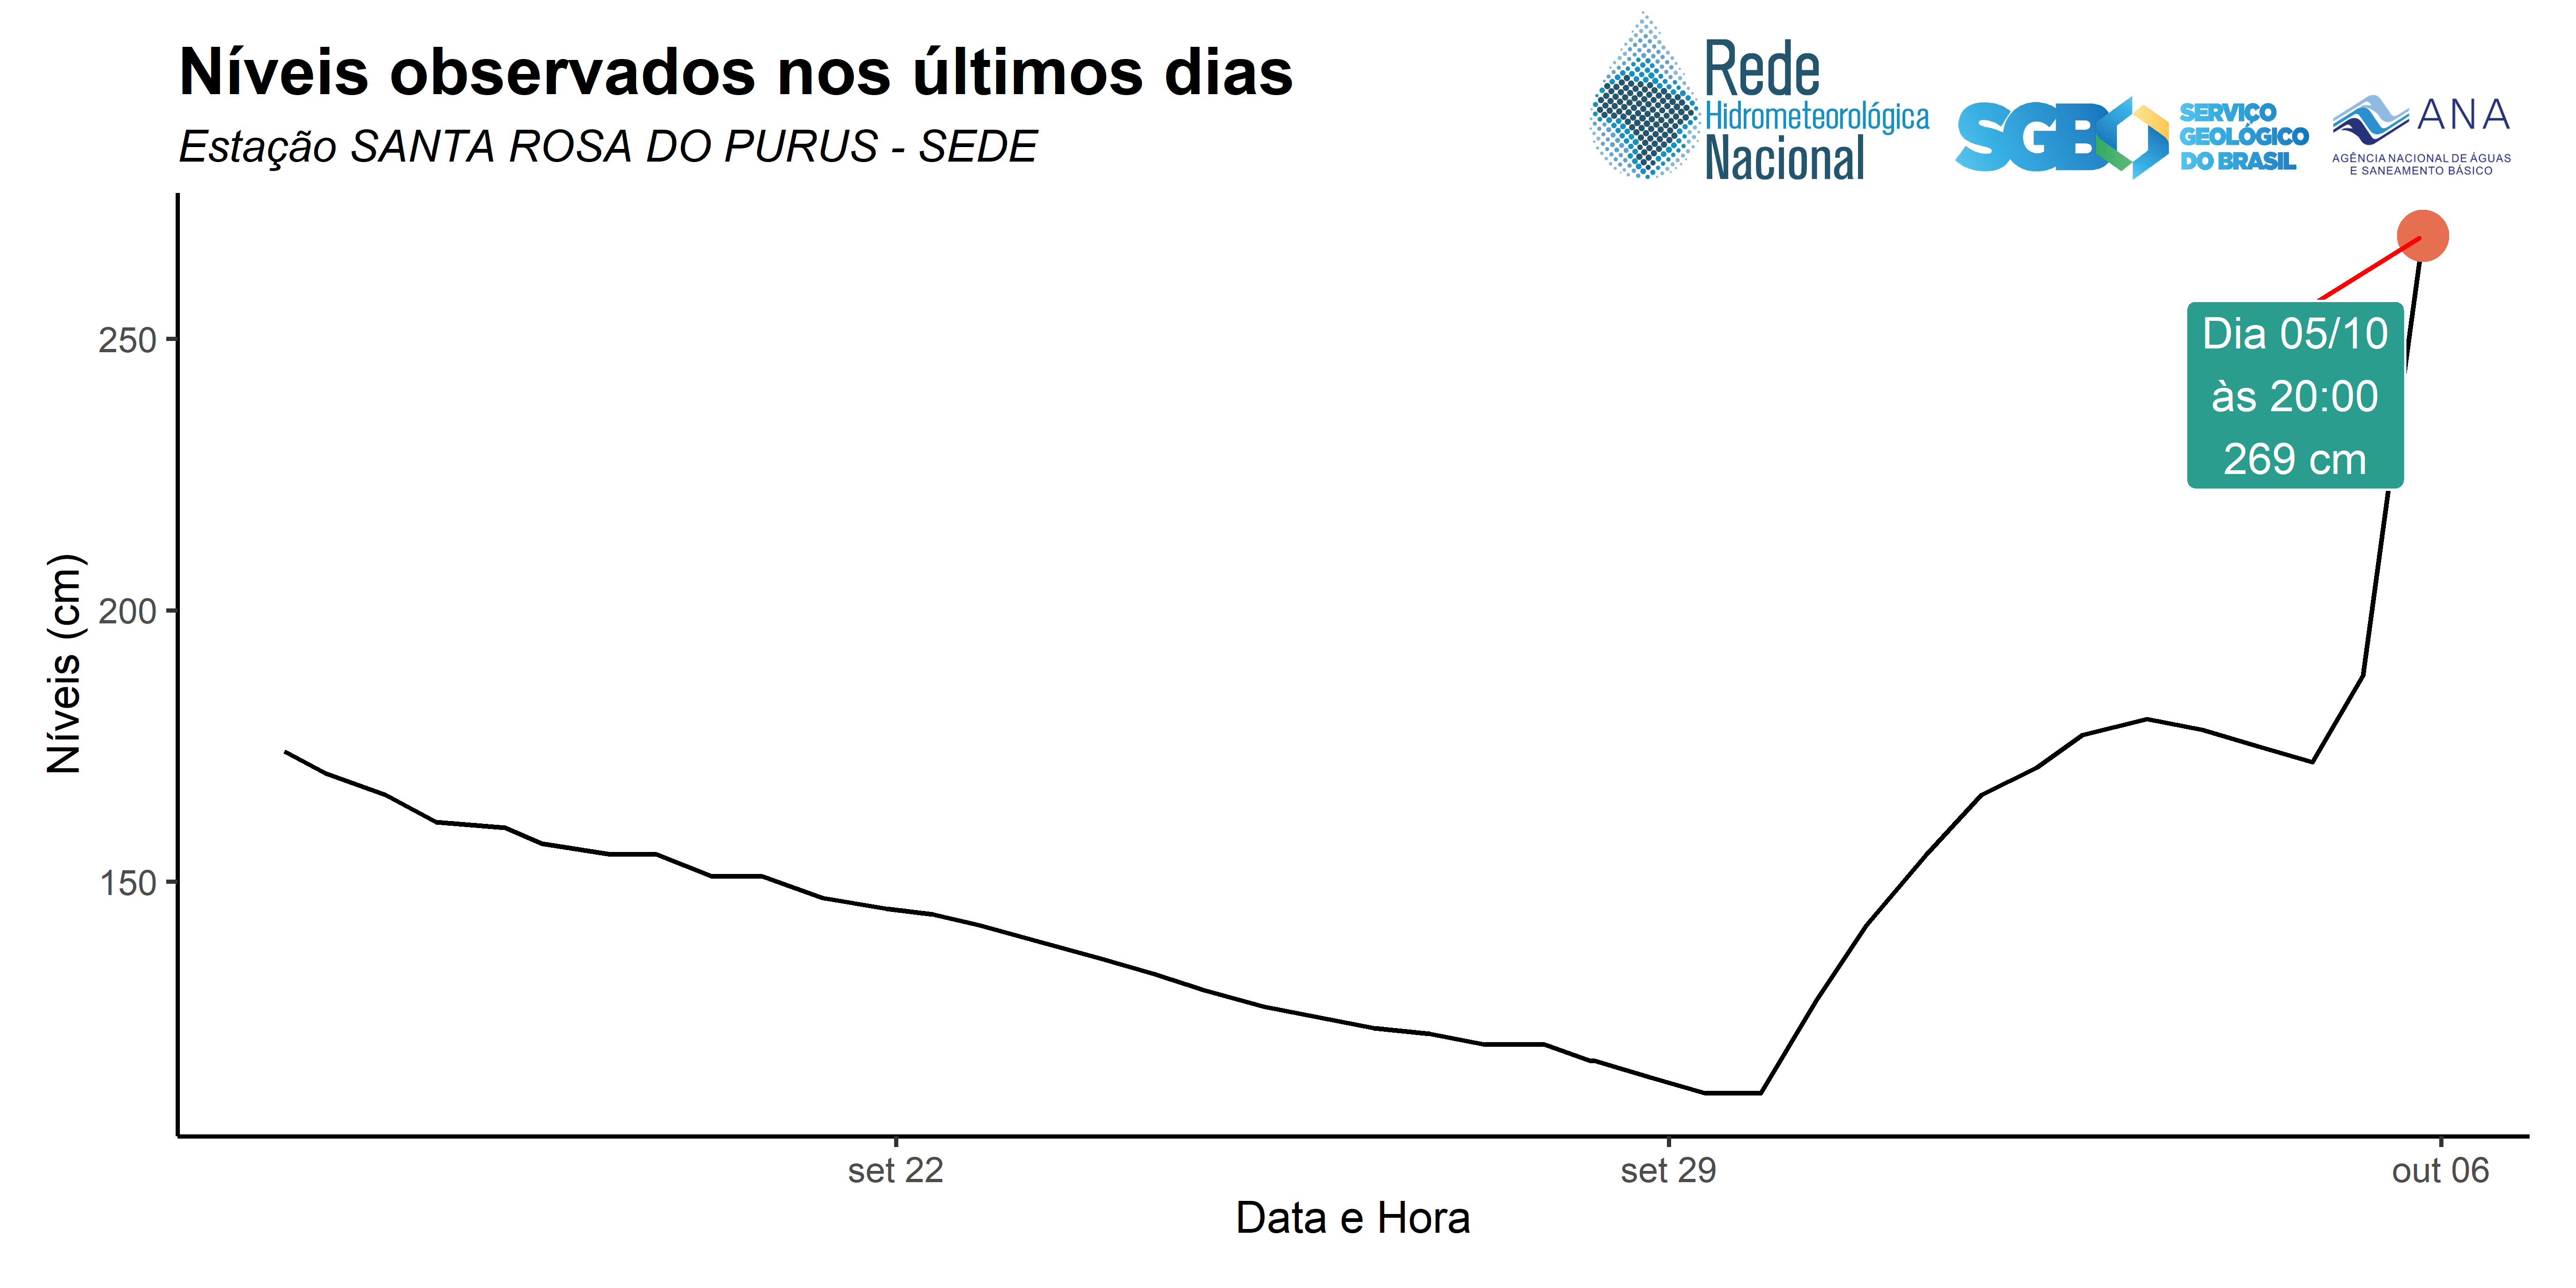 Níveis observados nos últimos dias
Estação SANTA ROSA DO PURUS - SEDE
Rede
Hidrometeorológica
Nacional
SGB
SERVIÇO
GEOLÓGICO
DO BRASIL
ANA
AGÊNCIA NACIONAL DE ÁGUAS
E SANEAMENTO BÁSICO
Níveis (cm)
250
200
150
Dia 05/10
às 20:00
269 cm
set 22
set 29
out 06
Data e Hora